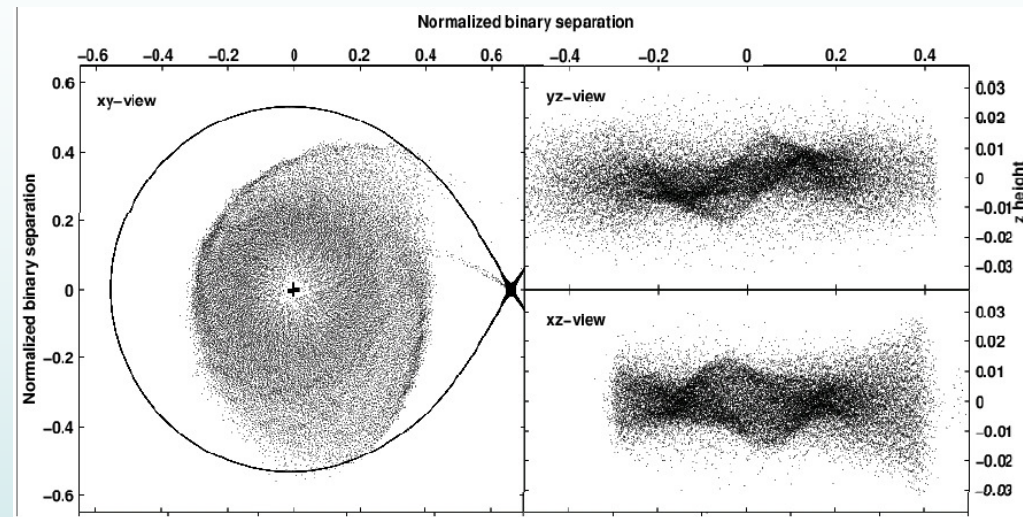 Normalized binary separation
−0.6 −0.4 −0.2 0 0.2 0.4 0.6
−0.4 −0.2 0 0.2 0.4
xy−view
yz−view
xz−view
Normalized binary separation
0.6
0.4
0.2
0
−0.2
−0.4
−0.6
0.03
0.02
0.01
0
−0.01
−0.02
−0.03
z height
0.03
0.02
0.01
0
−0.01
−0.02
−0.03